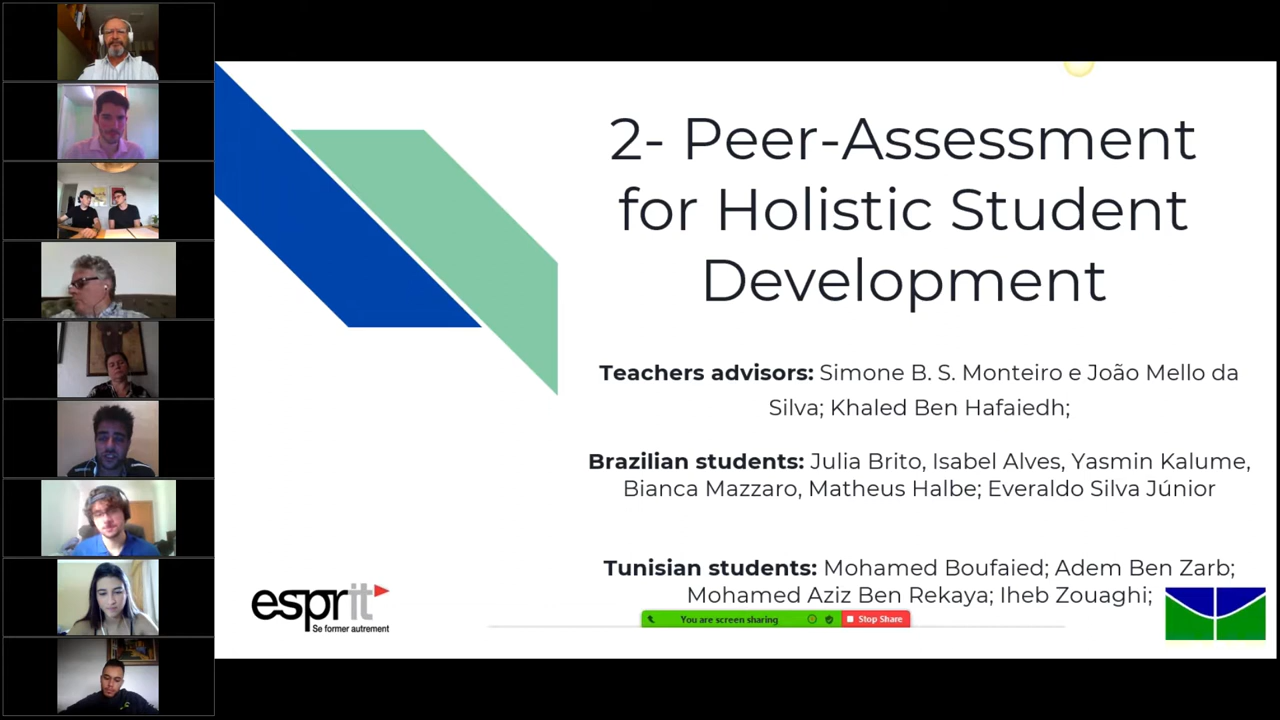 2- Peer-Assessment
for Holistic Student
Development
Teachers advisors: Simone B. S. Monteiro e João Mello da
Silva; Khaled Ben Hafaiedh;
Brazilian students: Julia Brito, Isabel Alves, Yasmin Kalume,
Bianca Mazzaro, Matheus Halbe; Everaldo Silva Júnior
Tunisian students: Mohamed Boufaied; Adem Ben Zarb;
Mohamed Aziz Ben Rekaya; Iheb Zouaghi;
esprit
Se former autrement
You are screen sharing
Stop Share